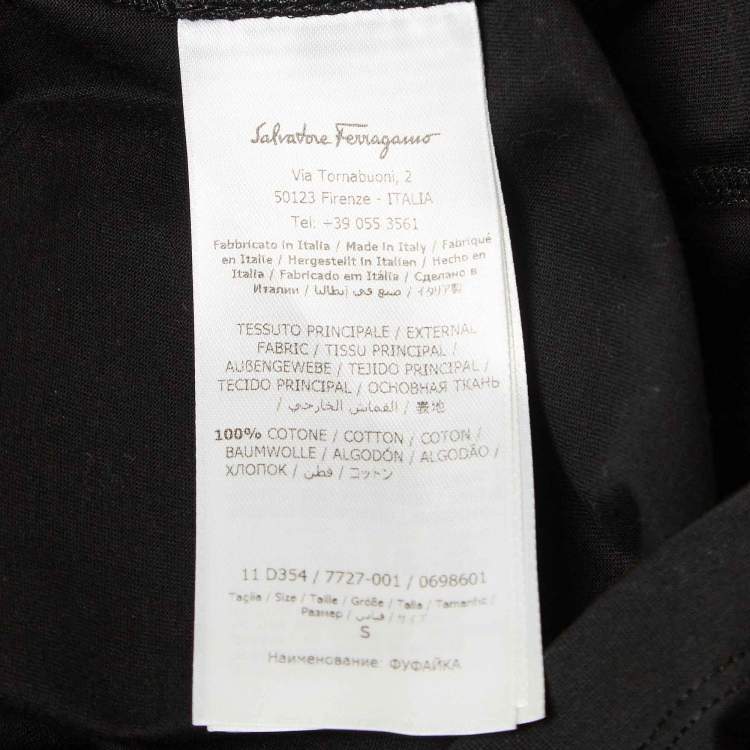 Salvatore Ferragamo
Via Tornabuoni, 2
50123 Firenze - ITALIA
Tel: +39 055 3561
Fabbricato in Italia / Made in Italy / Fabriqué
en Italie / Hergestellt in Italien / Hecho en
Italia / Fabricado em Itália / Сделано в
Италии / صنع في إيطاليا / イタリア製
TESSUTO PRINCIPALE / EXTERNAL
FABRIC / TISSU PRINCIPAL /
AUßENGEWEBE / TEJIDO PRINCIPAL /
TECIDO PRINCIPAL / ОСНОВНАЯ ТКАНЬ
/ القماش الخارجي / 表地
100% COTONE / COTTON / COTON /
BAUMWOLLE / ALGODÓN / ALGODÃO /
ХЛОПОК / قطن / コットン
11 D354 / 7727-001 / 0698601
Taglia / Size / Taille / Größe / Talla / Tamanho /
Размер / قياس / サイズ
S
Наименование: ФУФАЙКА